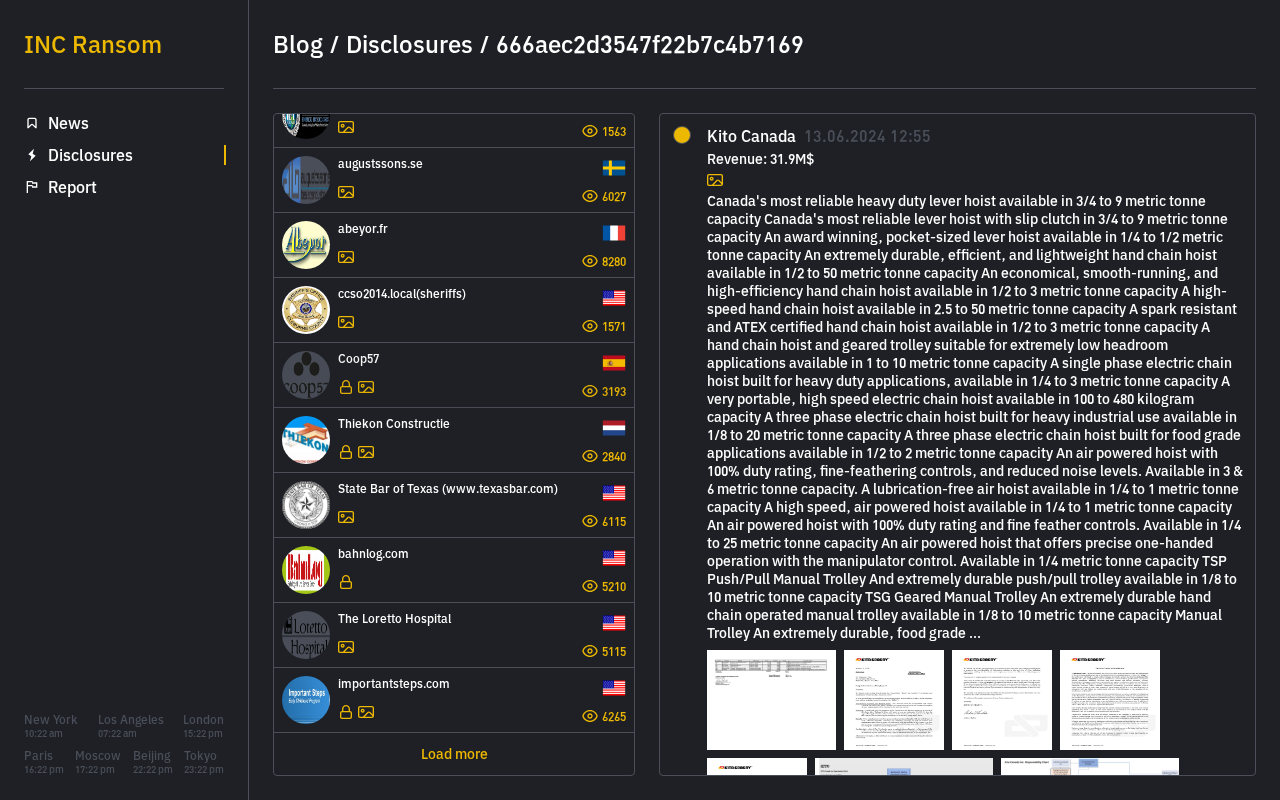 INC Ransom
Blog / Disclosures / 666aec2d3547f22b7c4b7169
News
Disclosures
Report
1563
augustssons.se
6027
abeyor.fr
Abeyor
8280
ccso2014.local(sheriffs)
1571
Coop57
coop57
3193
Thiekon Constructie
THIEKON
2840
State Bar of Texas (www.texasbar.com)
6115
bahnlog.com
BahnLog
5210
The Loretto Hospital
Loretto
Hospital
5115
importantsteps.com
Important Steps
6265
Load more
Kito Canada 13.06.2024 12:55
Revenue: 31.9M$
Canada's most reliable heavy duty lever hoist available in 3/4 to 9 metric tonne
capacity Canada's most reliable lever hoist with slip clutch in 3/4 to 9 metric tonne
capacity An award winning, pocket-sized lever hoist available in 1/4 to 1/2 metric
tonne capacity An extremely durable, efficient, and lightweight hand chain hoist
available in 1/2 to 50 metric tonne capacity An economical, smooth-running, and
high-efficiency hand chain hoist available in 1/2 to 3 metric tonne capacity A high-
speed hand chain hoist available in 2.5 to 50 metric tonne capacity A spark resistant
and ATEX certified hand chain hoist available in 1/2 to 3 metric tonne capacity A
hand chain hoist and geared trolley suitable for extremely low headroom
applications available in 1 to 10 metric tonne capacity A single phase electric chain
hoist built for heavy duty applications, available in 1/4 to 3 metric tonne capacity A
very portable, high speed electric chain hoist available in 100 to 480 kilogram
capacity A three phase electric chain hoist built for heavy industrial use available in
1/8 to 20 metric tonne capacity A three phase electric chain hoist built for food grade
applications available in 1/2 to 2 metric tonne capacity An air powered hoist with
100% duty rating, fine-feathering controls, and reduced noise levels. Available in 3 &
6 metric tonne capacity. A lubrication-free air hoist available in 1/4 to 1 metric tonne
capacity A high speed, air powered hoist available in 1/4 to 1 metric tonne capacity
An air powered hoist with 100% duty rating and fine feather controls. Available in 1/4
to 25 metric tonne capacity An air powered hoist that offers precise one-handed
operation with the manipulator control. Available in 1/4 metric tonne capacity TSP
Push/Pull Manual Trolley And extremely durable push/pull trolley available in 1/8 to
10 metric tonne capacity TSG Geared Manual Trolley An extremely durable hand
chain operated manual trolley available in 1/8 to 10 metric tonne capacity Manual
Trolley An extremely durable, food grade ...
KITO CROSBY
KITO CROSBY
KITO CROSBY
KITO CROSBY
New York Los Angeles London
10:22 am 07:22 am 15:22 pm
Paris Moscow Beijing Tokyo
16:22 pm 17:22 pm 22:22 pm 23:22 pm